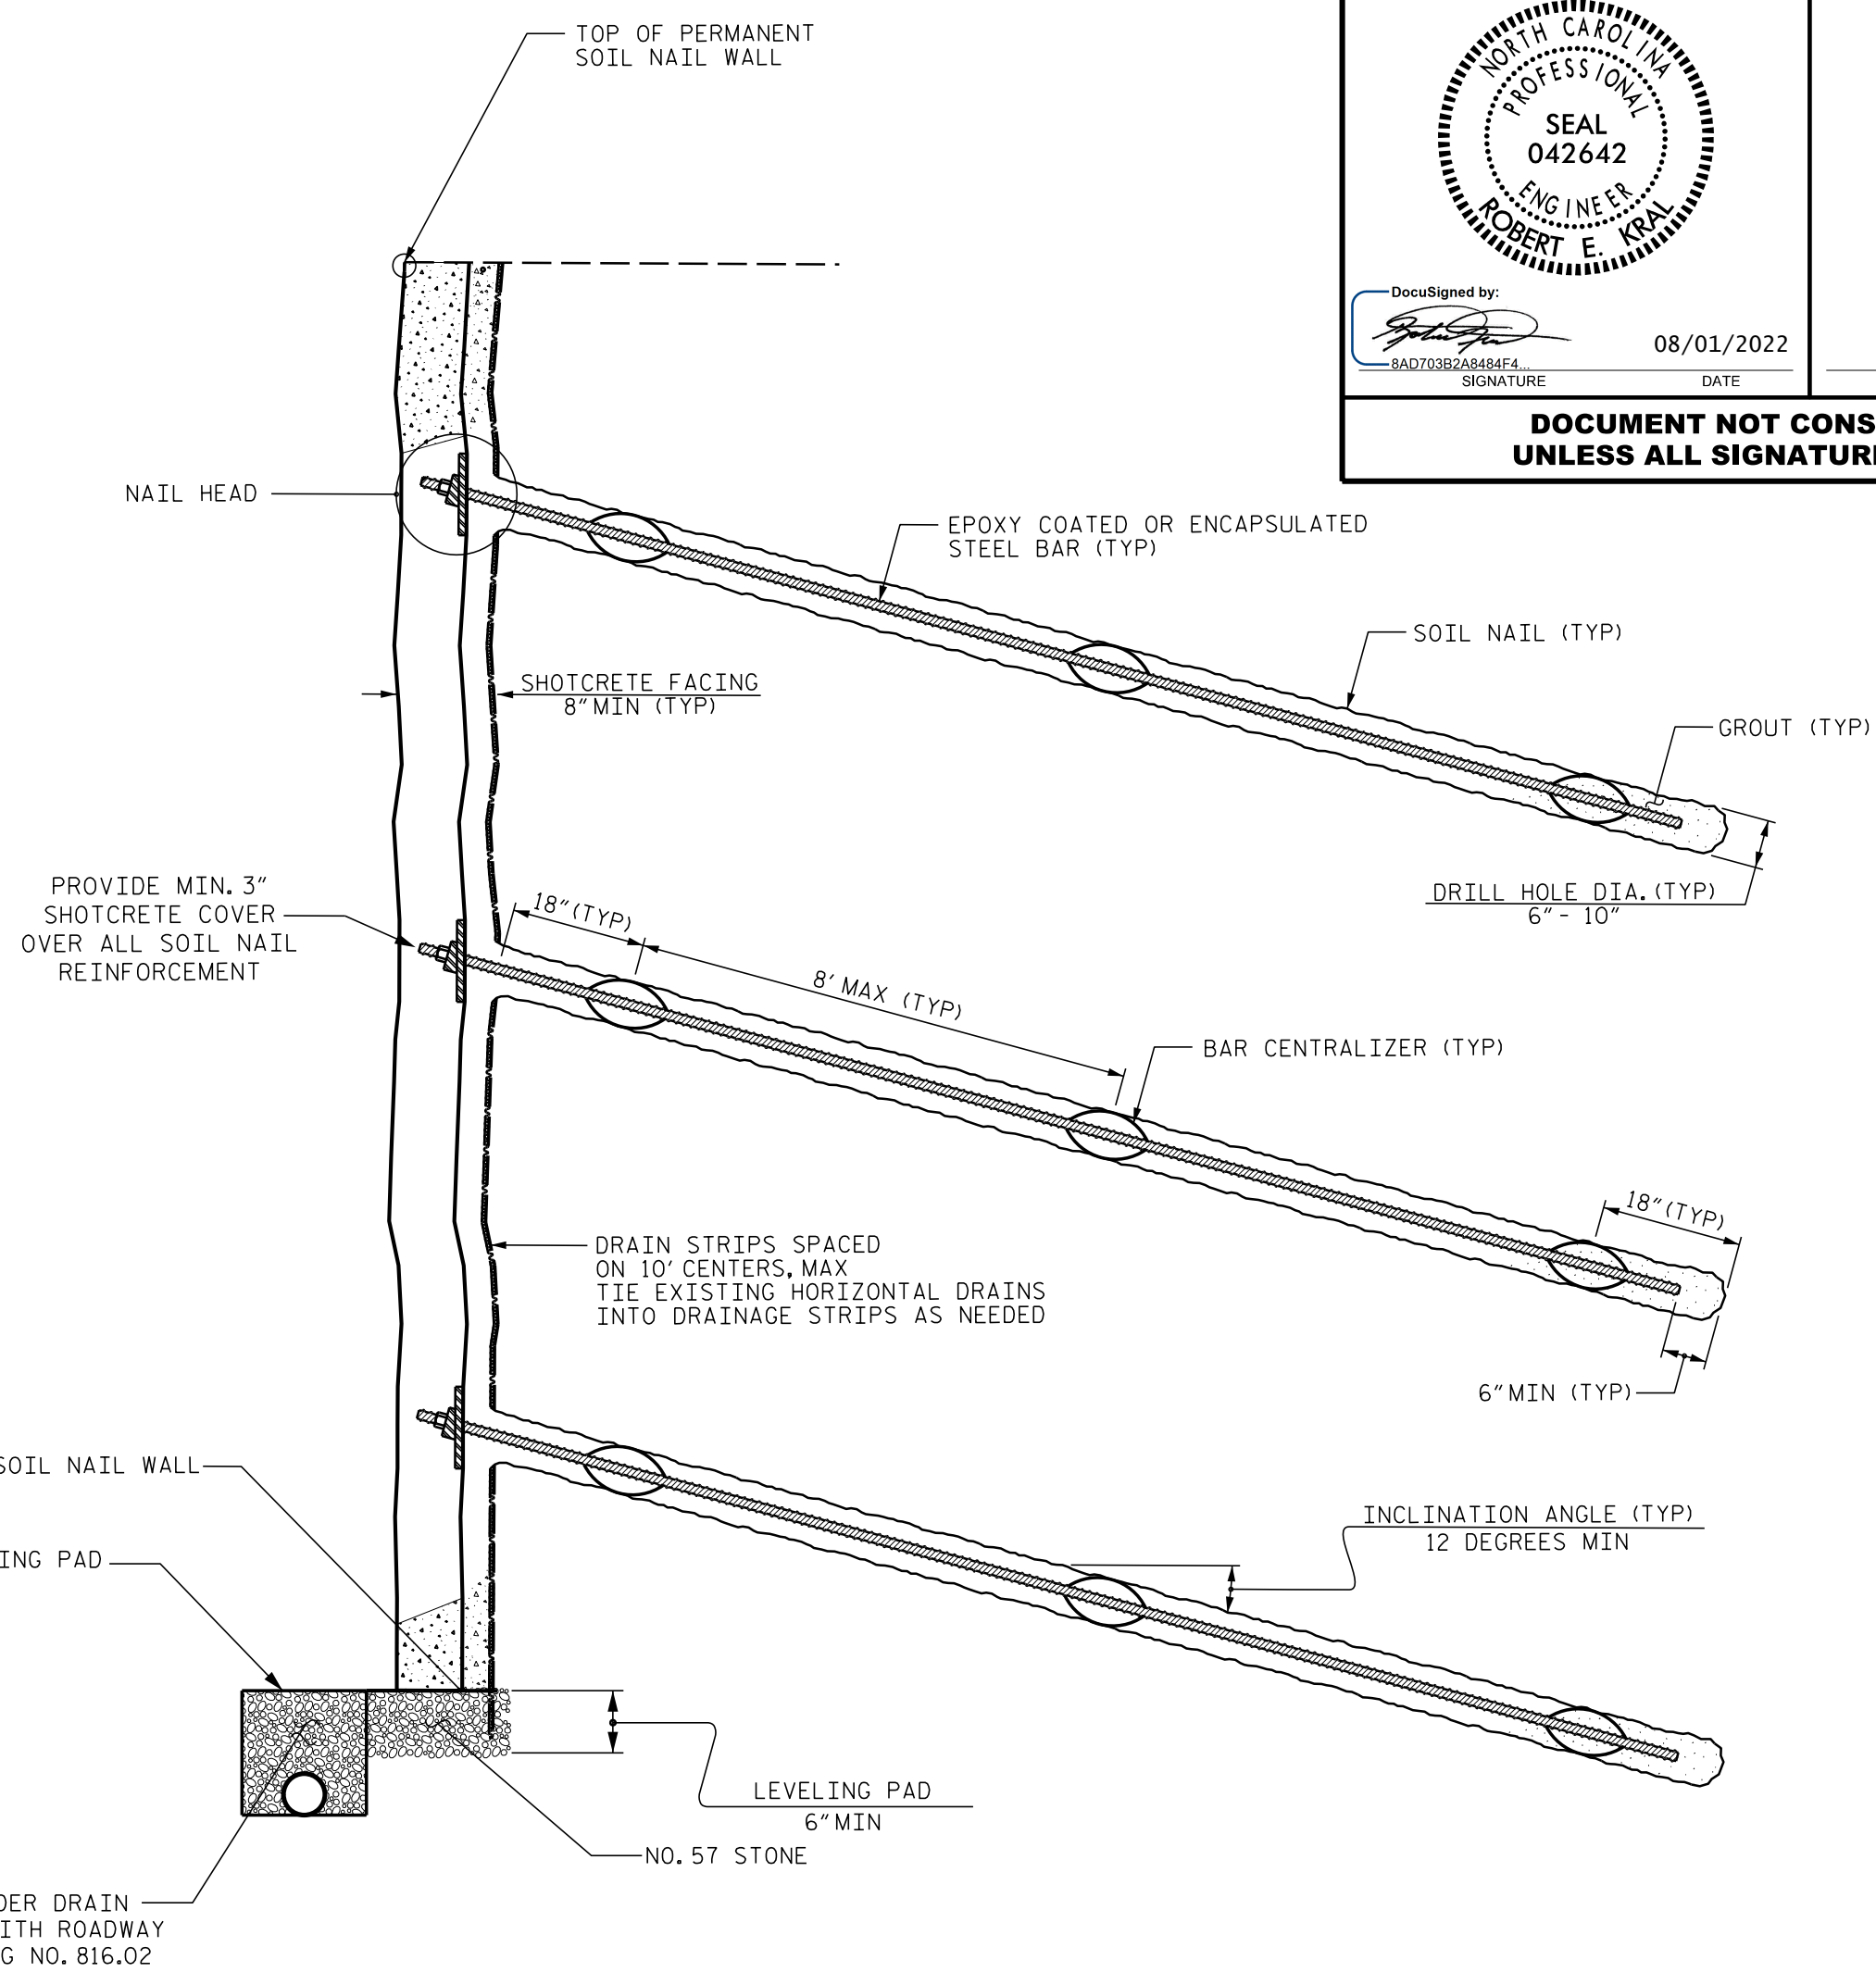 TOP OF PERMANENT
SOIL NAIL WALL
NORTH CAROLINA
PROFESSIONAL
SEAL
042642
ENGINEER
ROBERT E. KRAL
DocuSigned by:
8AD703B2A8484F4...
08/01/2022
SIGNATURE
DATE
DOCUMENT NOT CONS
UNLESS ALL SIGNATUR
NAIL HEAD
EPOXY COATED OR ENCAPSULATED
STEEL BAR (TYP)
SOIL NAIL (TYP)
SHOTCRETE FACING
8" MIN (TYP)
GROUT (TYP)
DRILL HOLE DIA. (TYP)
6" - 10"
PROVIDE MIN. 3"
SHOTCRETE COVER
OVER ALL SOIL NAIL
REINFORCEMENT
18" (TYP)
8' MAX (TYP)
BAR CENTRALIZER (TYP)
18" (TYP)
DRAIN STRIPS SPACED
ON 10' CENTERS, MAX
TIE EXISTING HORIZONTAL DRAINS
INTO DRAINAGE STRIPS AS NEEDED
6" MIN (TYP)
SOIL NAIL WALL
INCLINATION ANGLE (TYP)
12 DEGREES MIN
ING PAD
LEVELING PAD
6" MIN
NO. 57 STONE
DER DRAIN
ITH ROADWAY
G NO. 816.02